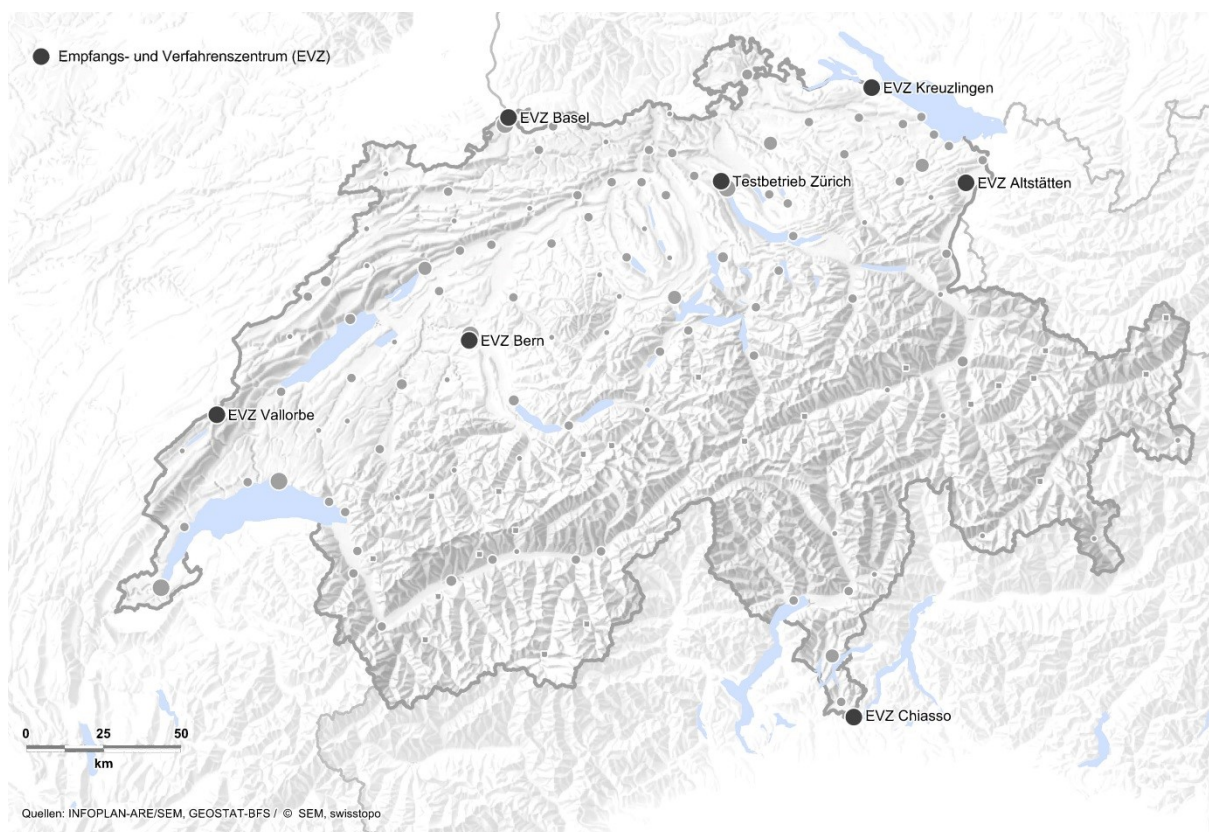 Empfangs- und Verfahrenszentrum (EVZ)
EVZ Kreuzlingen
EVZ Basel
Testbetrieb Zürich
EVZ Altstätten
EVZ Bern
EVZ Vallorbe
EVZ Chiasso
0 25 50
km
Quellen: INFOPLAN-ARE/SEM, GEOSTAT-BFS / © SEM, swisstopo